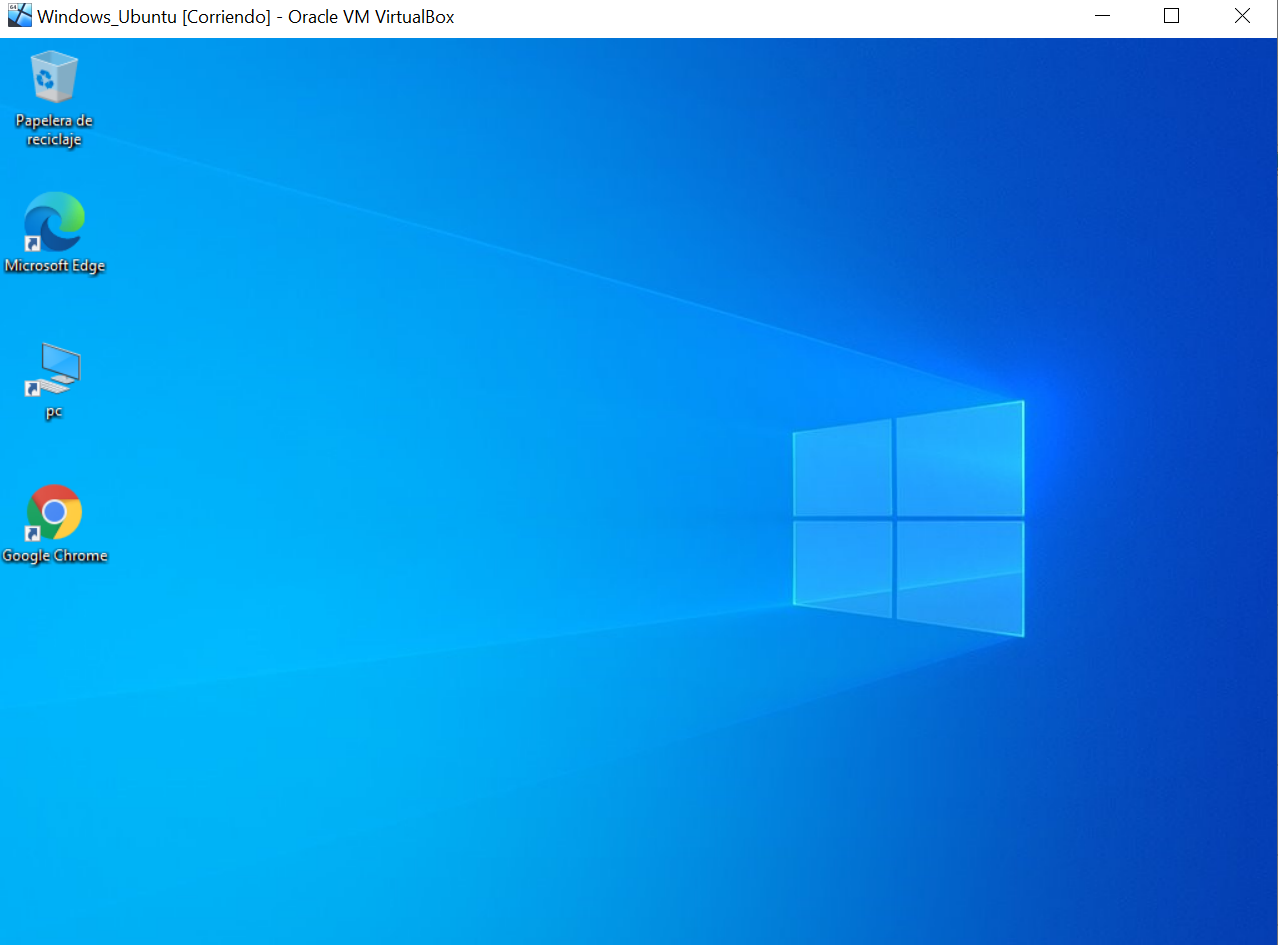 Windows_Ubuntu [Corriendo] - Oracle VM VirtualBox
Papelera de
reciclaje
Microsoft Edge
pc
Google Chrome